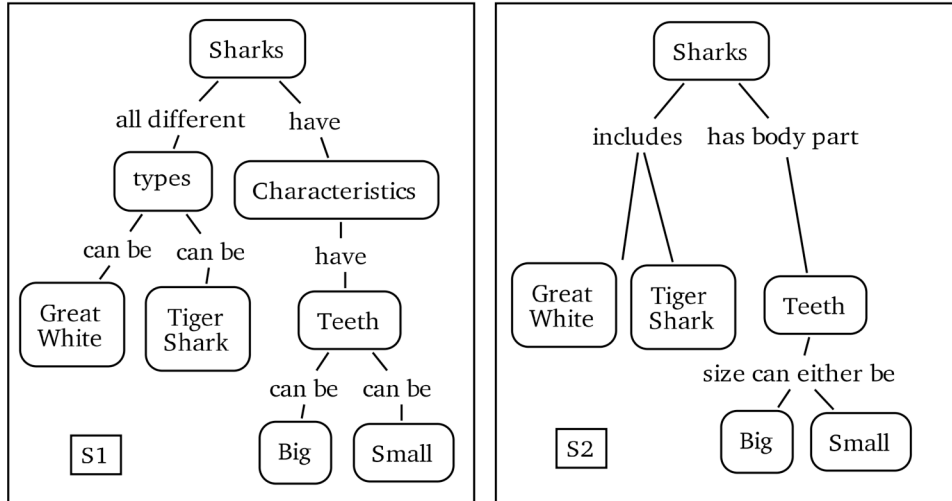 Sharks
all different
have
types
Characteristics
can be
can be
have
Great
White
Tiger
Shark
Teeth
can be
can be
Big
Small
S1
Sharks
includes
has body part
Great
White
Tiger
Shark
Teeth
size can either be
Big
Small
S2